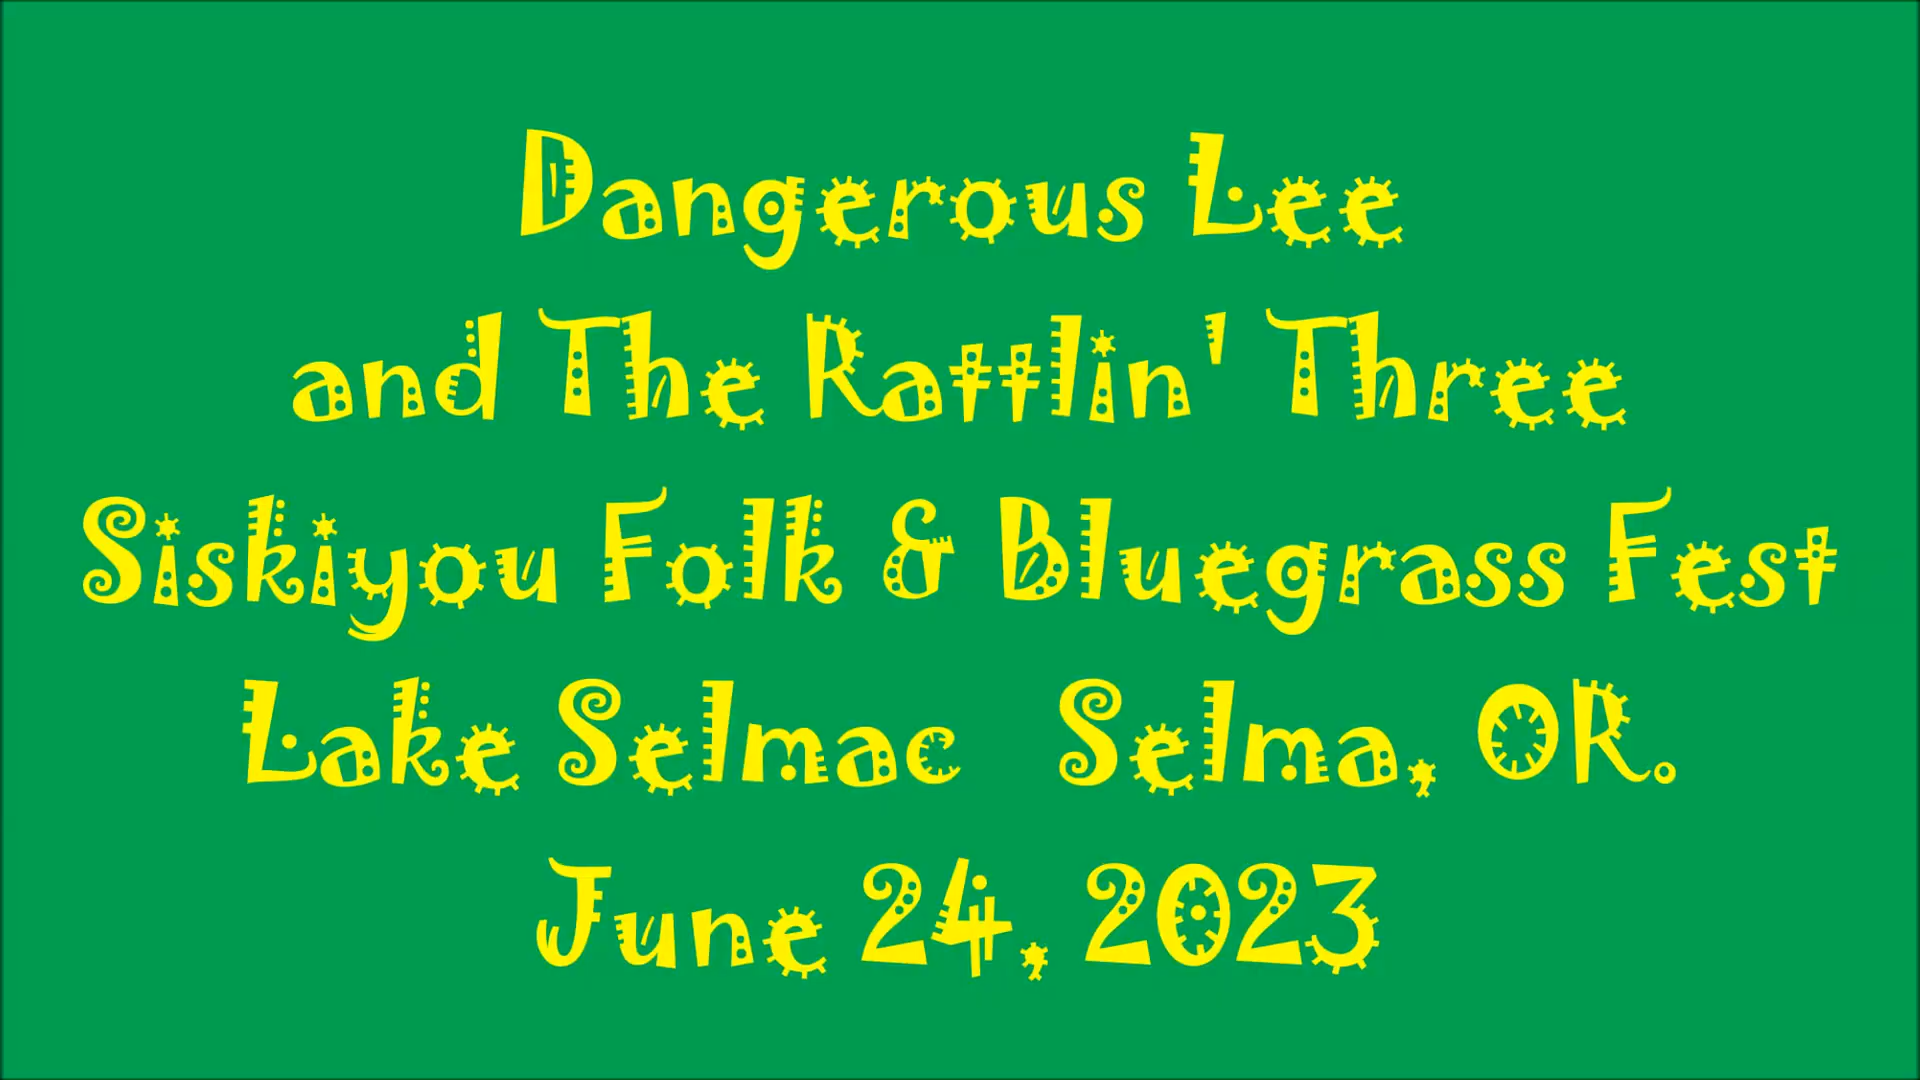 Dangerous Lee
and The Rattlin' Three
Siskiyou Folk & Bluegrass Fest
Lake Selmac   Selma, OR.
June 24, 2023